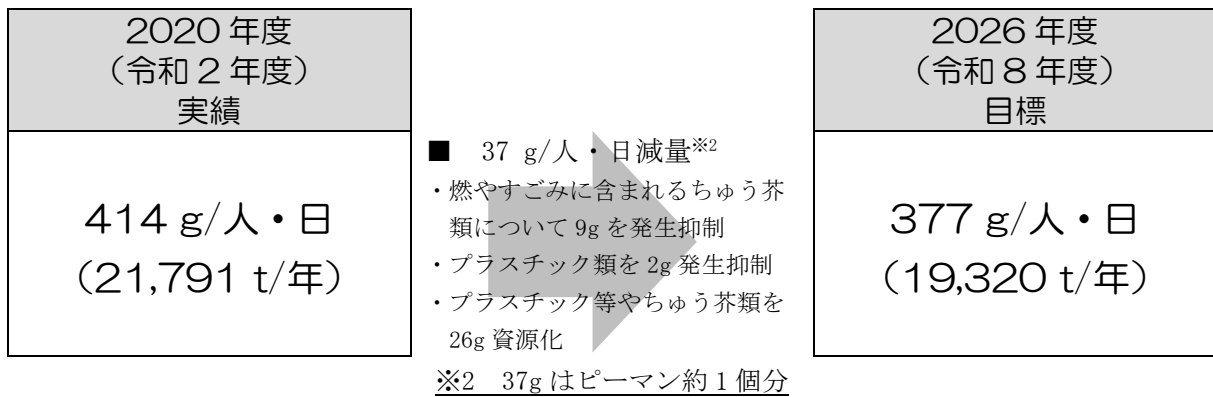 2020 年度
（令和 2 年度）
実績
414 g/人・日
（21,791 t/年）
■　37 g/人・日減量※2
・燃やすごみに含まれるちゅう芥
類について 9g を発生抑制
・プラスチック類を 2g 発生抑制
・プラスチック等やちゅう芥類を
26g 資源化
※2　37g はピーマン約 1 個分
2026 年度
（令和 8 年度）
目標
377 g/人・日
（19,320 t/年）